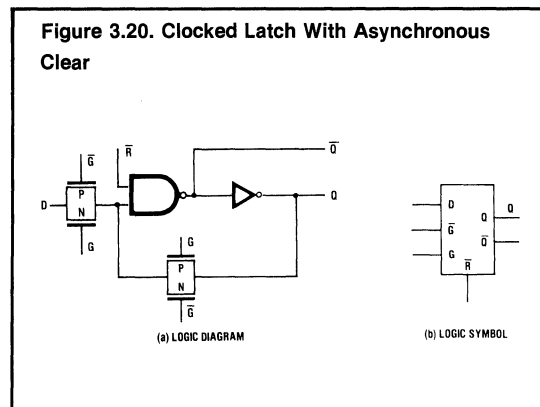 Figure 3.20. Clocked Latch With Asynchronous
Clear
G̅
R̅
Q̅
D
P
N
Q
G
G
P
N
G̅
(a) LOGIC DIAGRAM
D
Q
Q
G̅
Q̅
G
R̅
(b) LOGIC SYMBOL